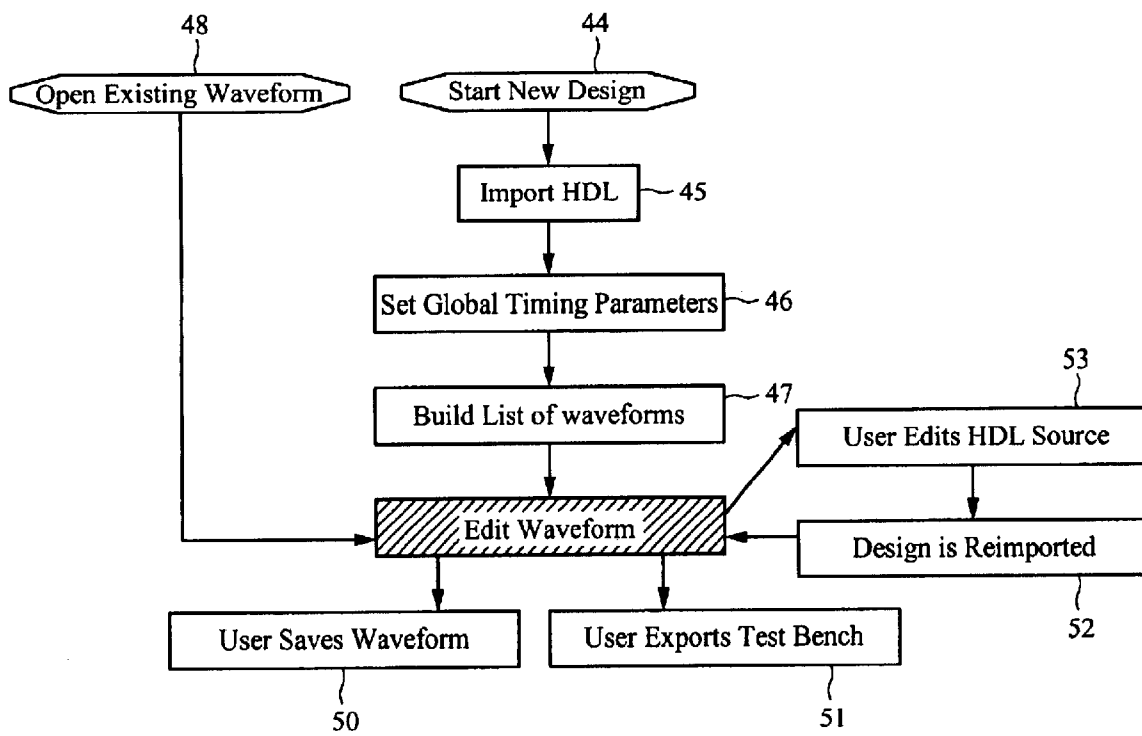 48
44
Open Existing Waveform
Start New Design
Import HDL
45
Set Global Timing Parameters
46
Build List of waveforms
47
53
User Edits HDL Source
Edit Waveform
Design is Reimported
52
User Saves Waveform
User Exports Test Bench
50
51